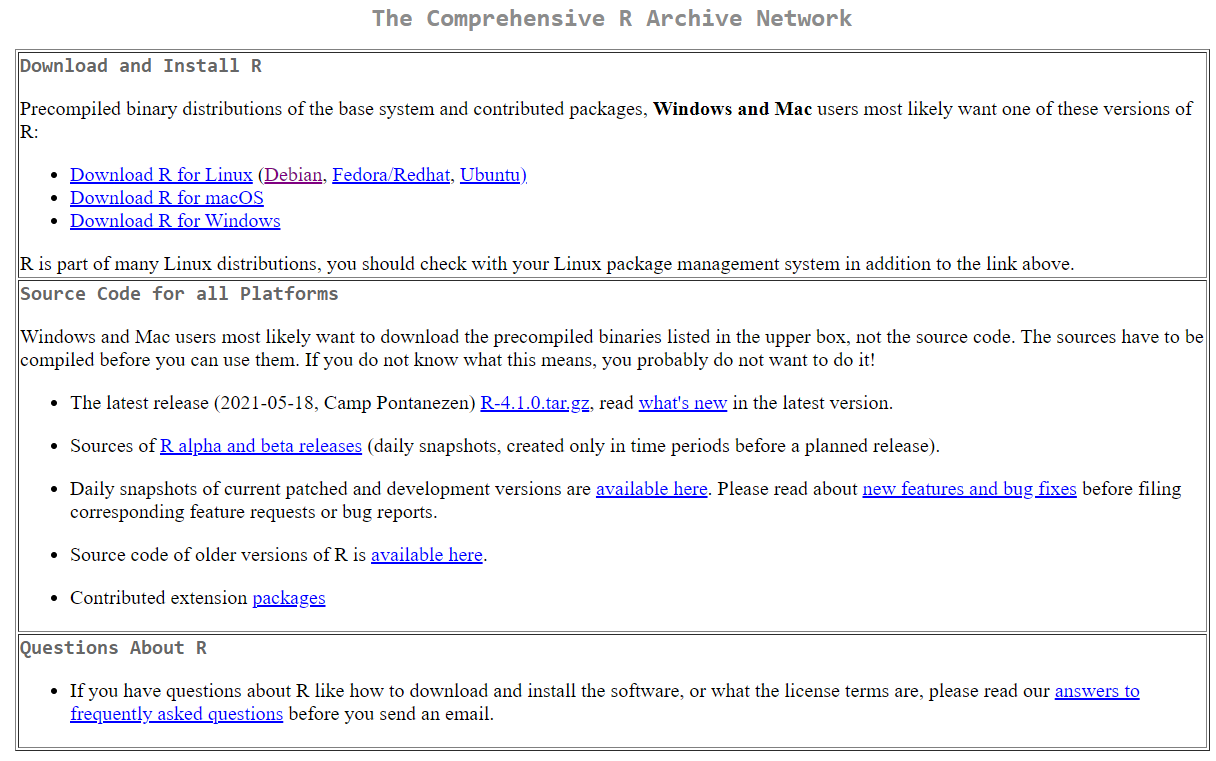 The Comprehensive R Archive Network
Download and Install R
Precompiled binary distributions of the base system and contributed packages, Windows and Mac users most likely want one of these versions of
R:
• Download R for Linux (Debian, Fedora/Redhat, Ubuntu)
• Download R for macOS
• Download R for Windows
R is part of many Linux distributions, you should check with your Linux package management system in addition to the link above.
Source Code for all Platforms
Windows and Mac users most likely want to download the precompiled binaries listed in the upper box, not the source code. The sources have to be
compiled before you can use them. If you do not know what this means, you probably do not want to do it!
• The latest release (2021-05-18, Camp Pontanezen) R-4.1.0.tar.gz, read what's new in the latest version.
• Sources of R alpha and beta releases (daily snapshots, created only in time periods before a planned release).
• Daily snapshots of current patched and development versions are available here. Please read about new features and bug fixes before filing
corresponding feature requests or bug reports.
• Source code of older versions of R is available here.
• Contributed extension packages
Questions About R
• If you have questions about R like how to download and install the software, or what the license terms are, please read our answers to
frequently asked questions before you send an email.